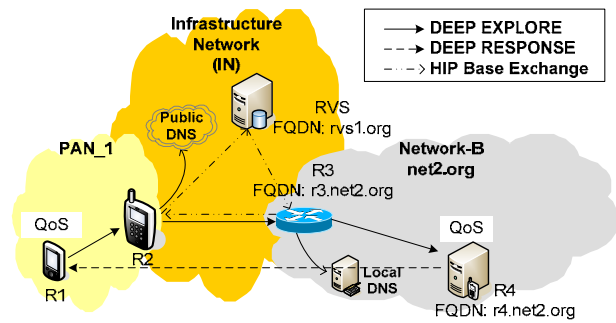 Infrastructure
Network
(IN)
DEEP EXPLORE
DEEP RESPONSE
HIP Base Exchange
RVS
FQDN: rvs1.org
Public
DNS
PAN_1
Network-B
net2.org
R3
FQDN: r3.net2.org
QoS
QoS
R2
R1
Local
DNS
R4
FQDN: r4.net2.org